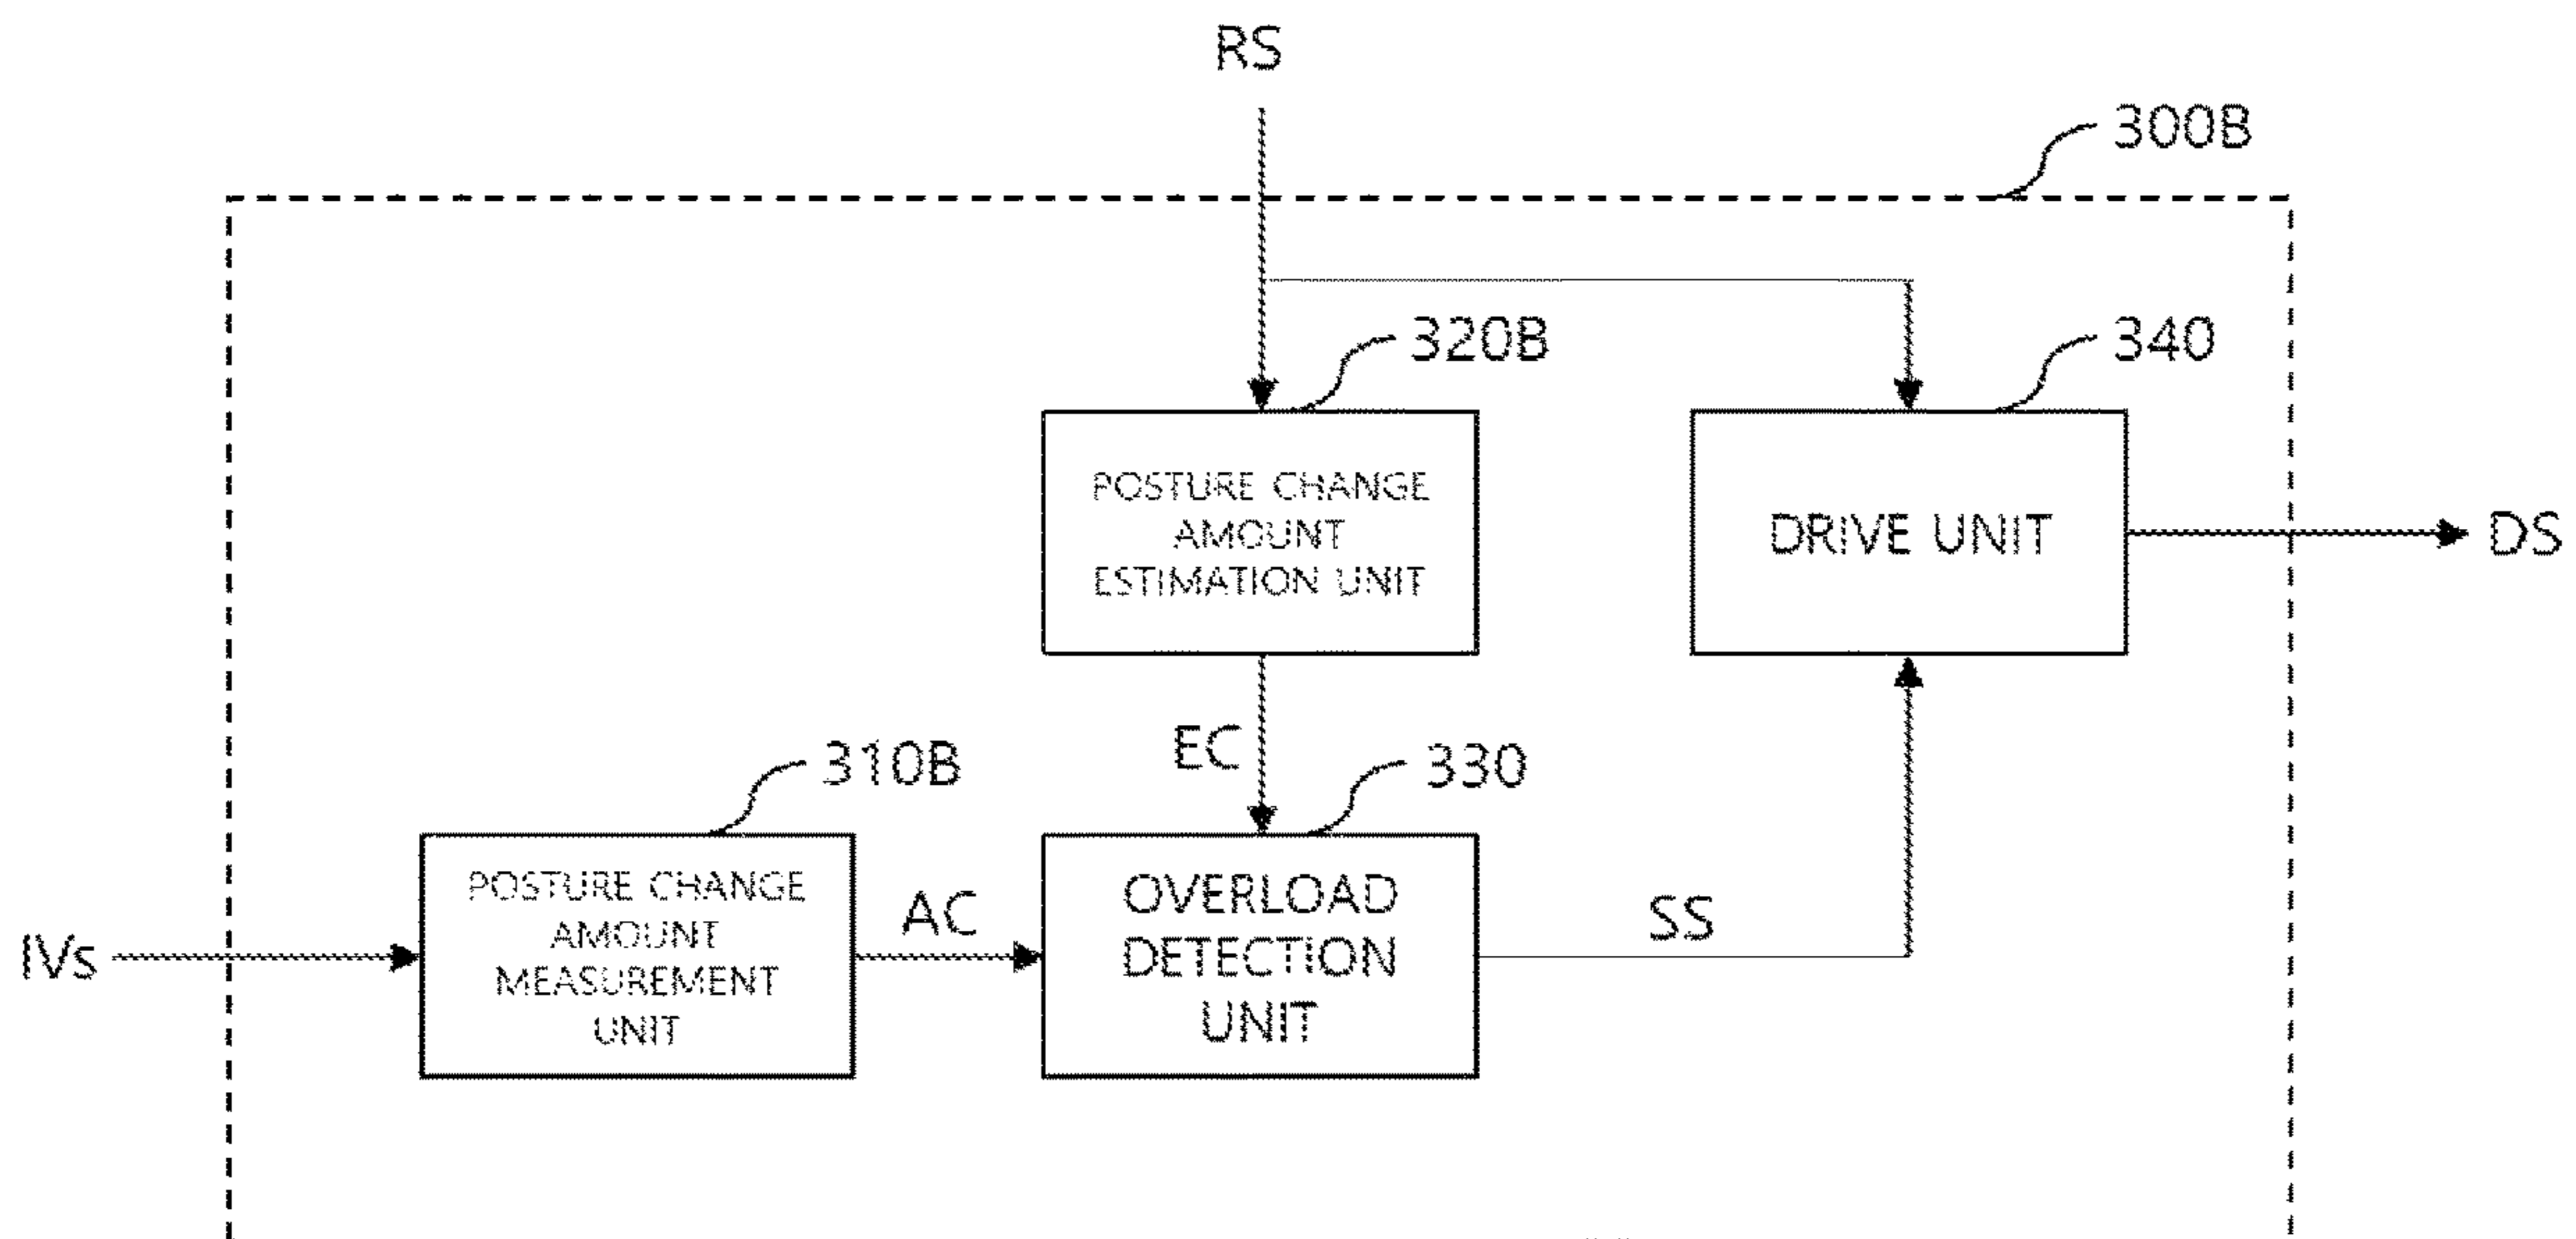 RS
300B
320B
340
POSTURE CHANGE
AMOUNT
ESTIMATION UNIT
DRIVE UNIT
DS
EC
310B
330
POSTURE CHANGE
AMOUNT
MEASUREMENT
UNIT
AC
OVERLOAD
DETECTION
UNIT
SS
IVs